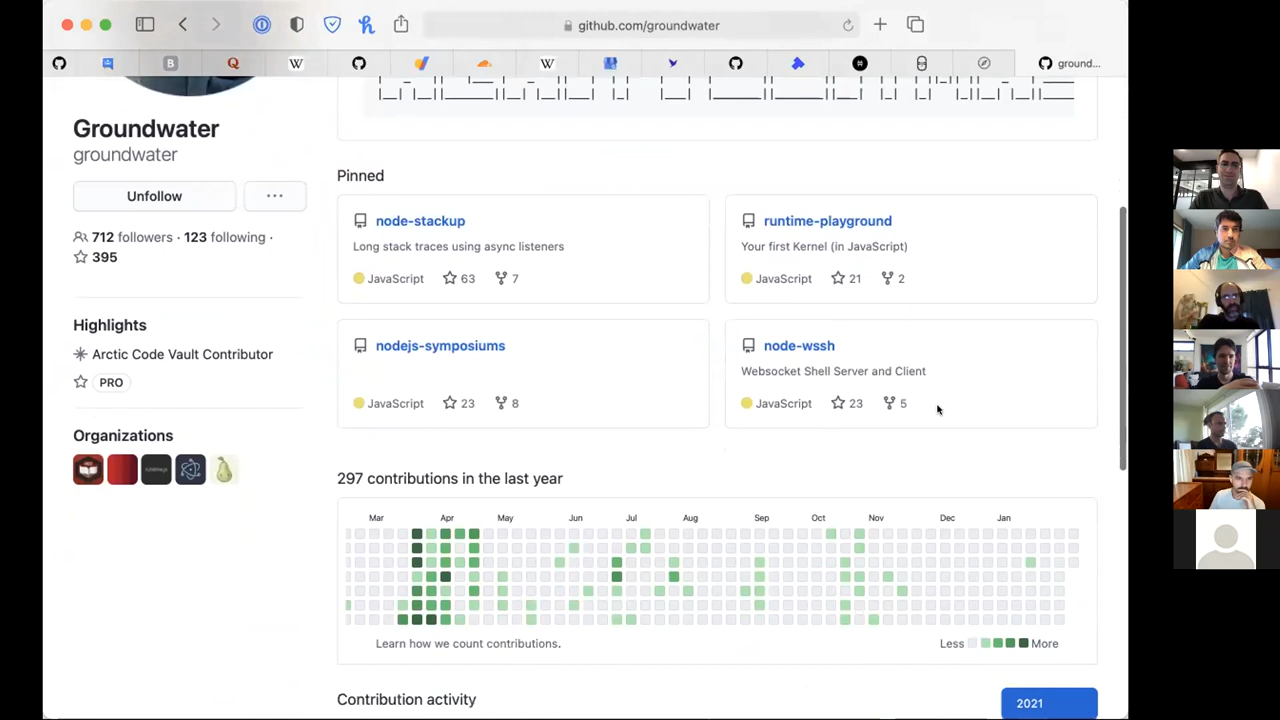 github.com/groundwater
ground...
Groundwater
groundwater
Unfollow
712 followers · 123 following ·
395
Highlights
Arctic Code Vault Contributor
PRO
Organizations
Pinned
node-stackup
Long stack traces using async listeners
JavaScript 63 7
runtime-playground
Your first Kernel (in JavaScript)
JavaScript 21 2
nodejs-symposiums
JavaScript 23 8
node-wssh
Websocket Shell Server and Client
JavaScript 23 5
297 contributions in the last year
Mar Apr May Jun Jul Aug Sep Oct Nov Dec Jan
Learn how we count contributions.
Less More
Contribution activity
2021